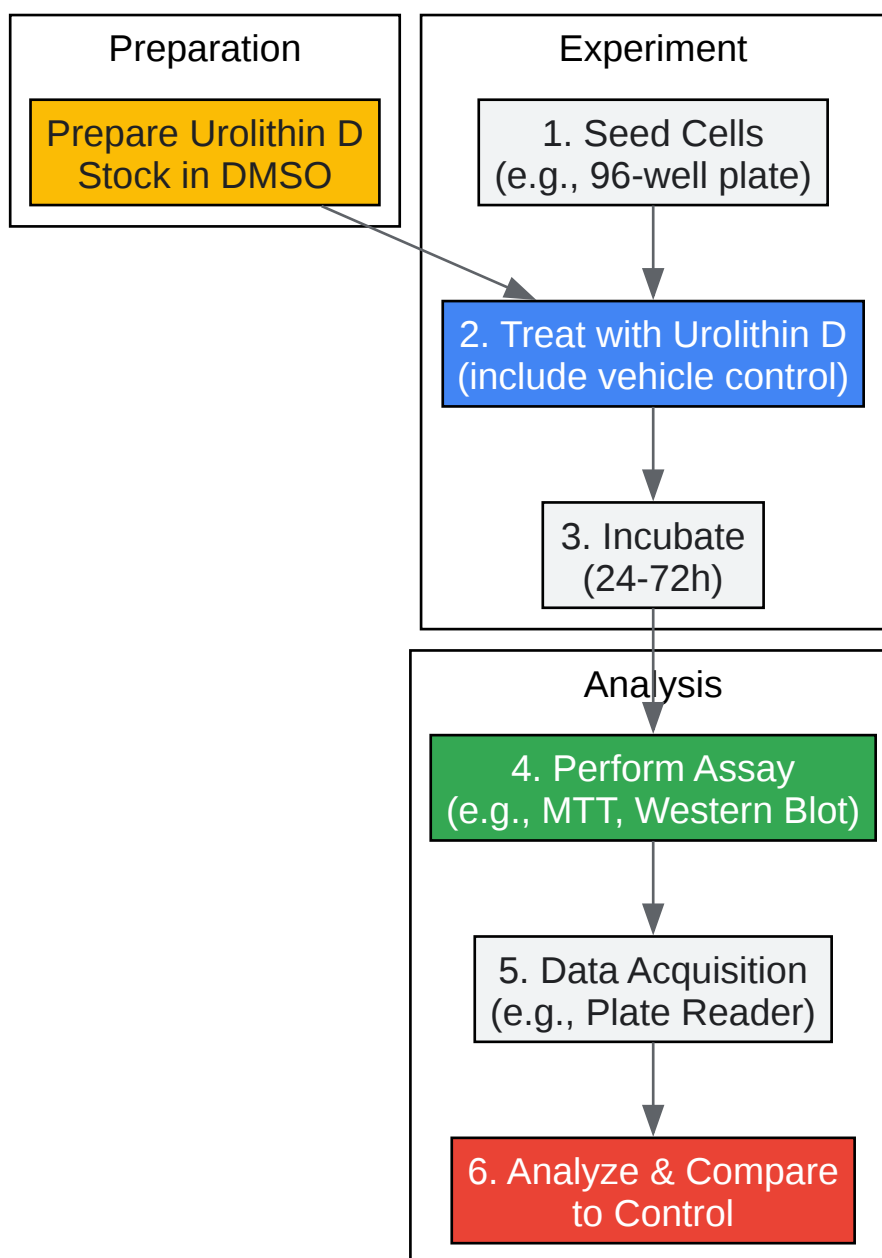 Preparation
Prepare Urolithin D
Stock in DMSO
Experiment
1. Seed Cells
(e.g., 96-well plate)
2. Treat with Urolithin D
(include vehicle control)
3. Incubate
(24-72h)
Analysis
4. Perform Assay
(e.g., MTT, Western Blot)
5. Data Acquisition
(e.g., Plate Reader)
6. Analyze & Compare
to Control